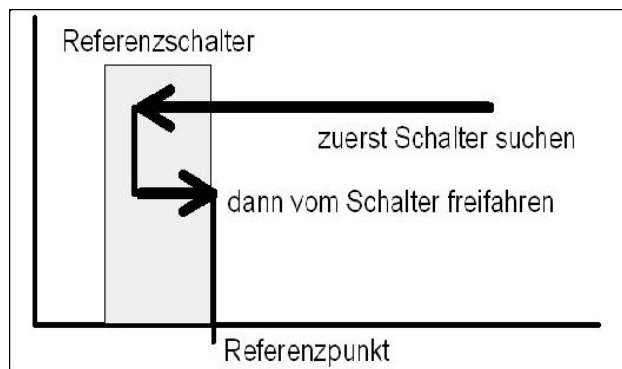 Referenzschalter
zuerst Schalter suchen
dann vom Schalter freifahren
Referenzpunkt